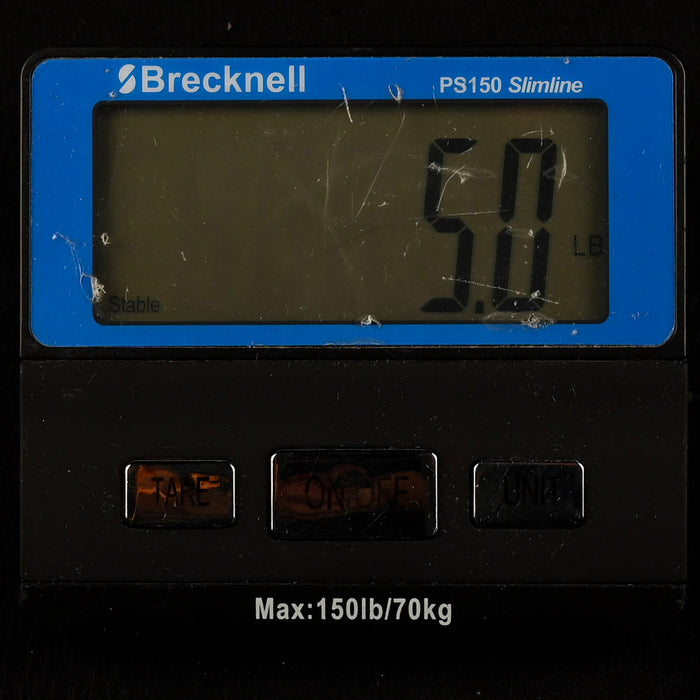 Brecknell
PS150 Slimline
5.0
LB
Stable
TARE
ON/OFF
UNIT
Max:150lb/70kg